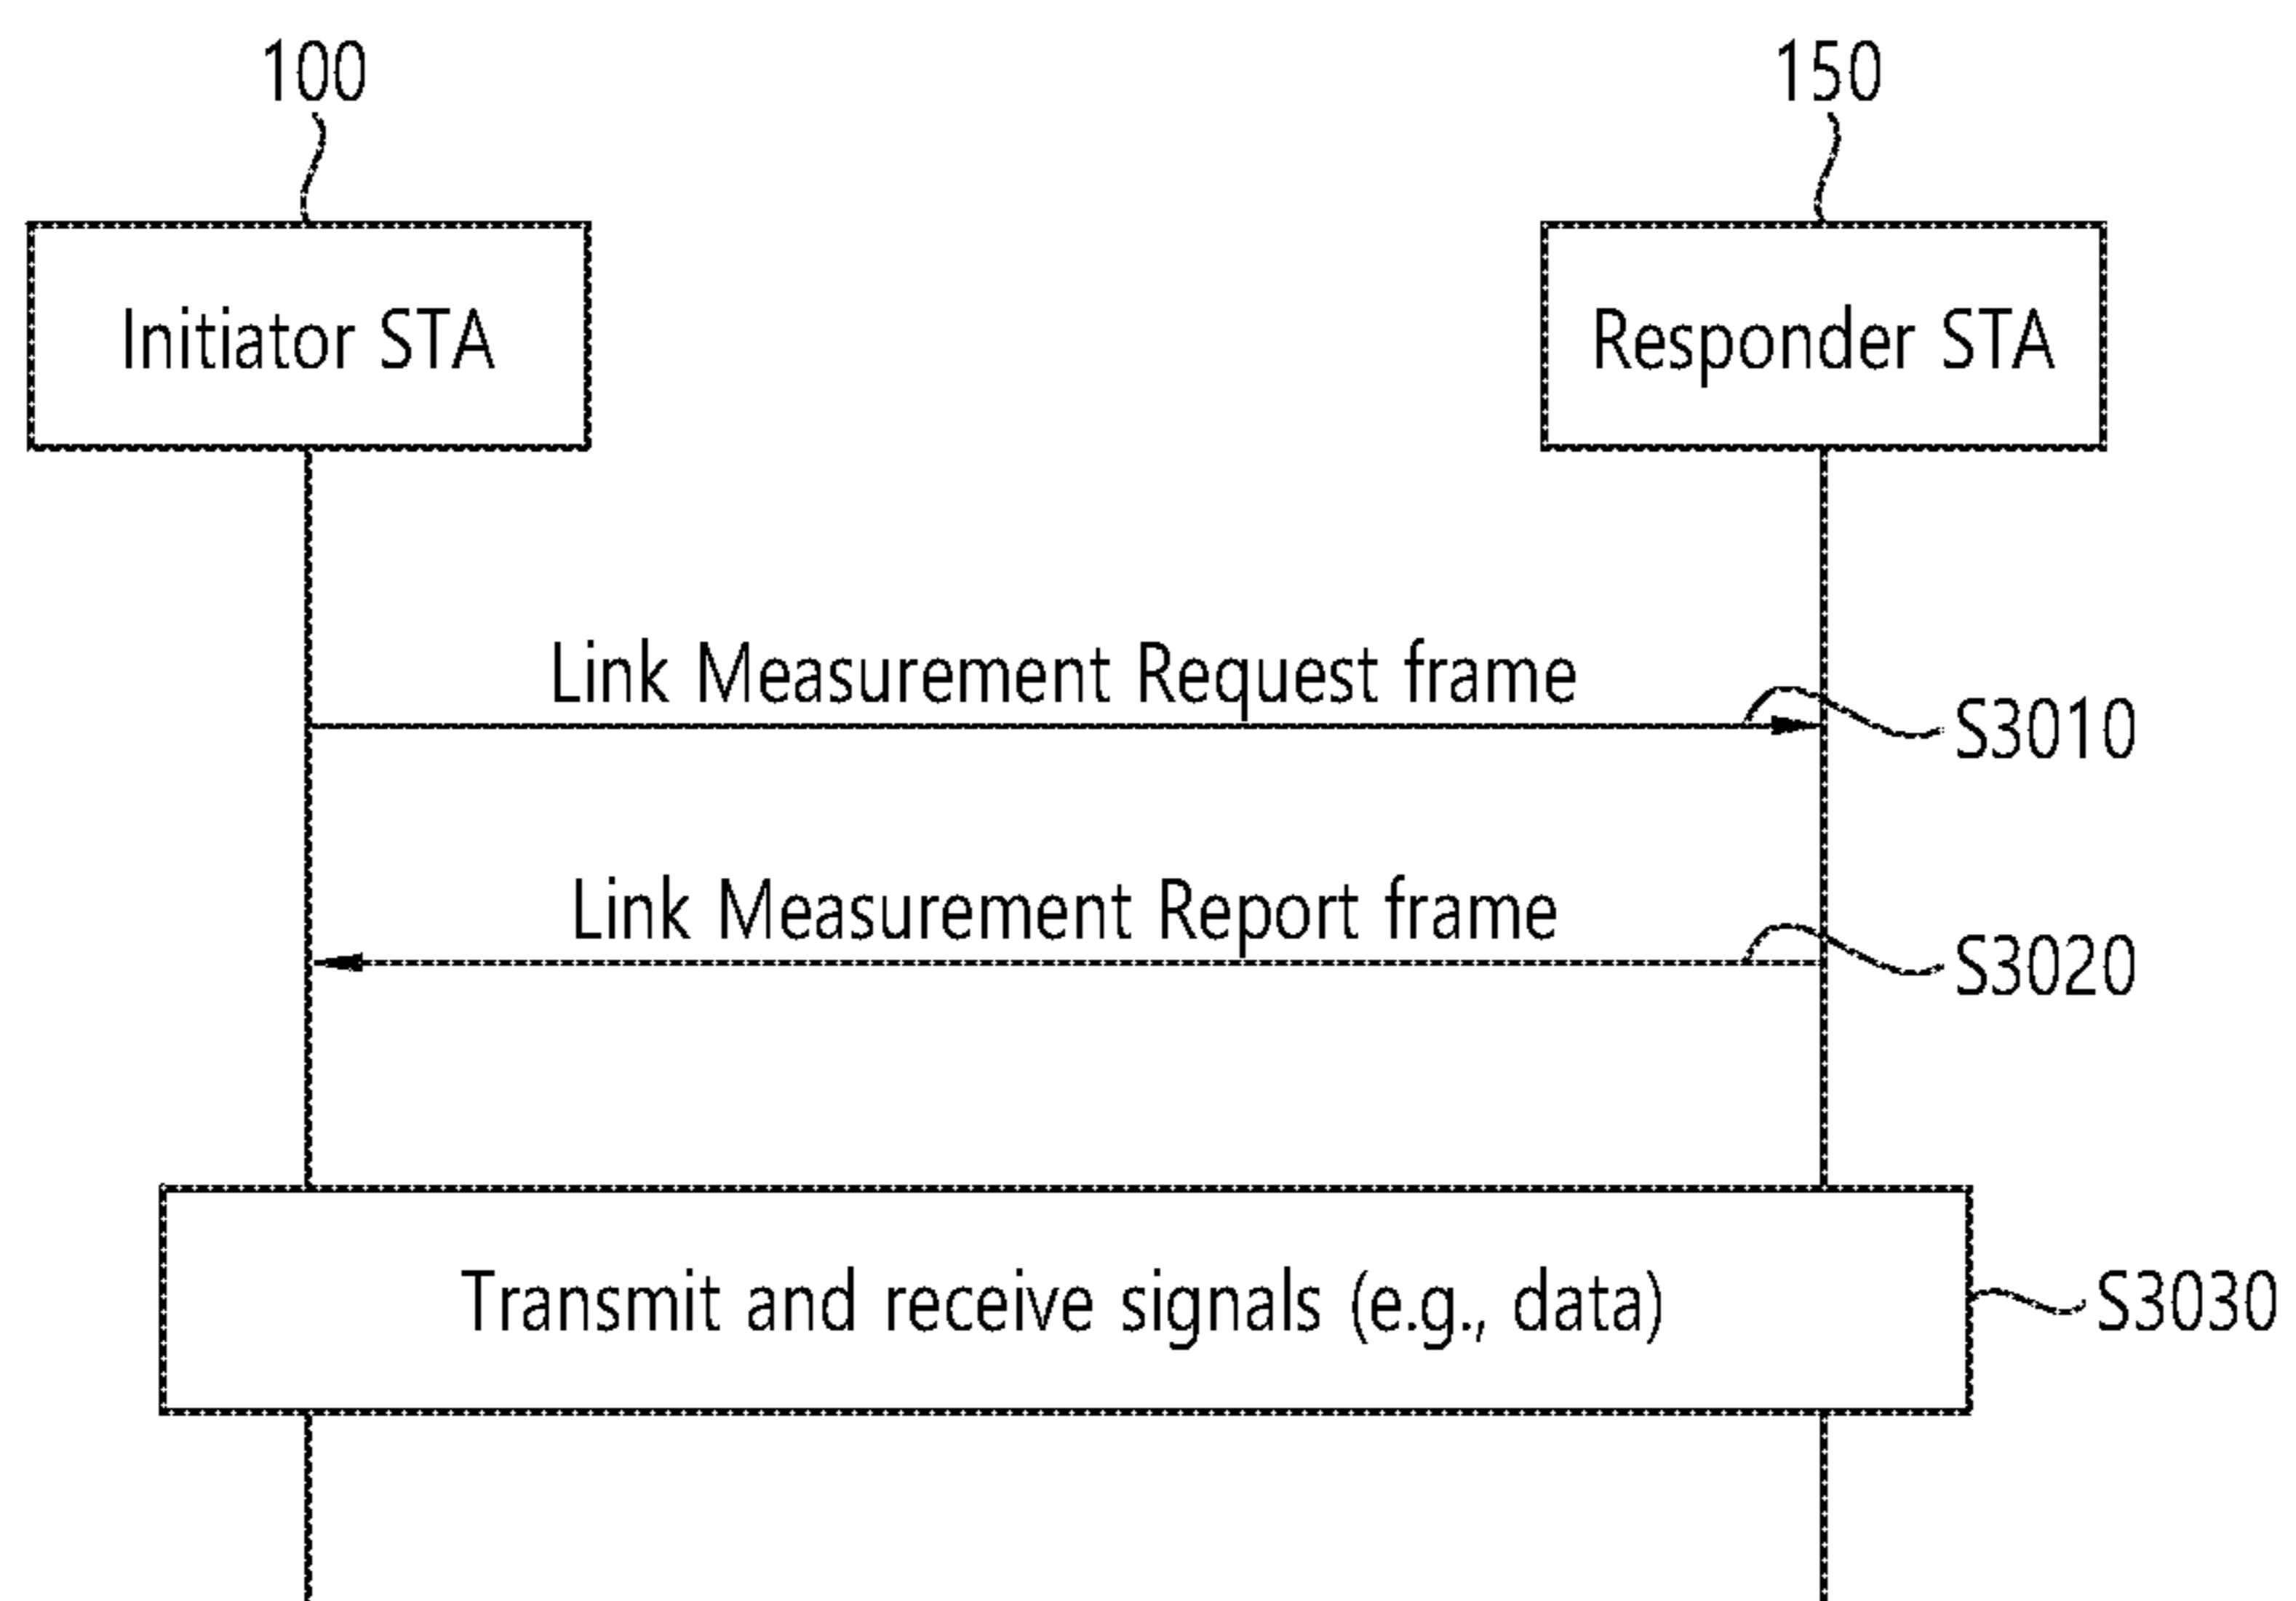 100
150
Initiator STA
Responder STA
Link Measurement Request frame
S3010
Link Measurement Report frame
S3020
Transmit and receive signals (e.g., data)
S3030